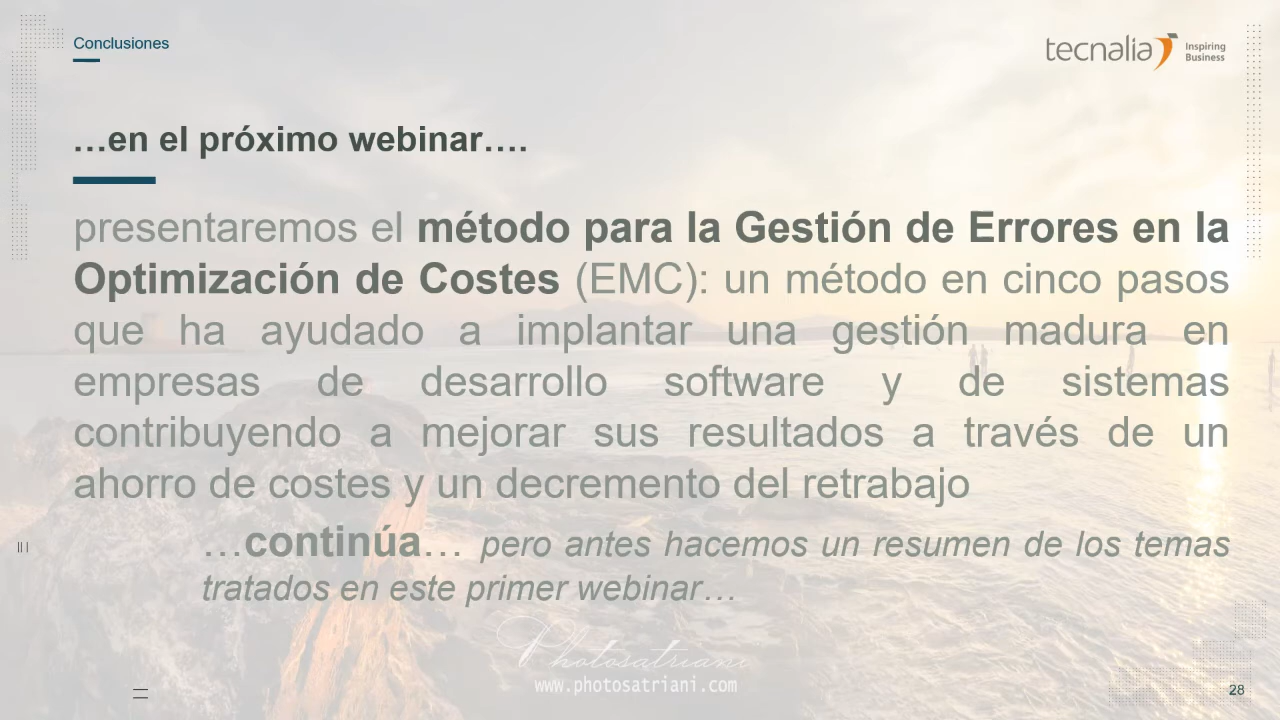 Conclusiones
tecnalia Inspiring Business
…en el próximo webinar….
presentaremos el método para la Gestión de Errores en la
Optimización de Costes (EMC): un método en cinco pasos
que ha ayudado a implantar una gestión madura en
empresas de desarrollo software y de sistemas
contribuyendo a mejorar sus resultados a través de un
ahorro de costes y un decremento del retrabajo
…continúa… pero antes hacemos un resumen de los temas
tratados en este primer webinar…
Photosatriani
www.photosatriani.com
28